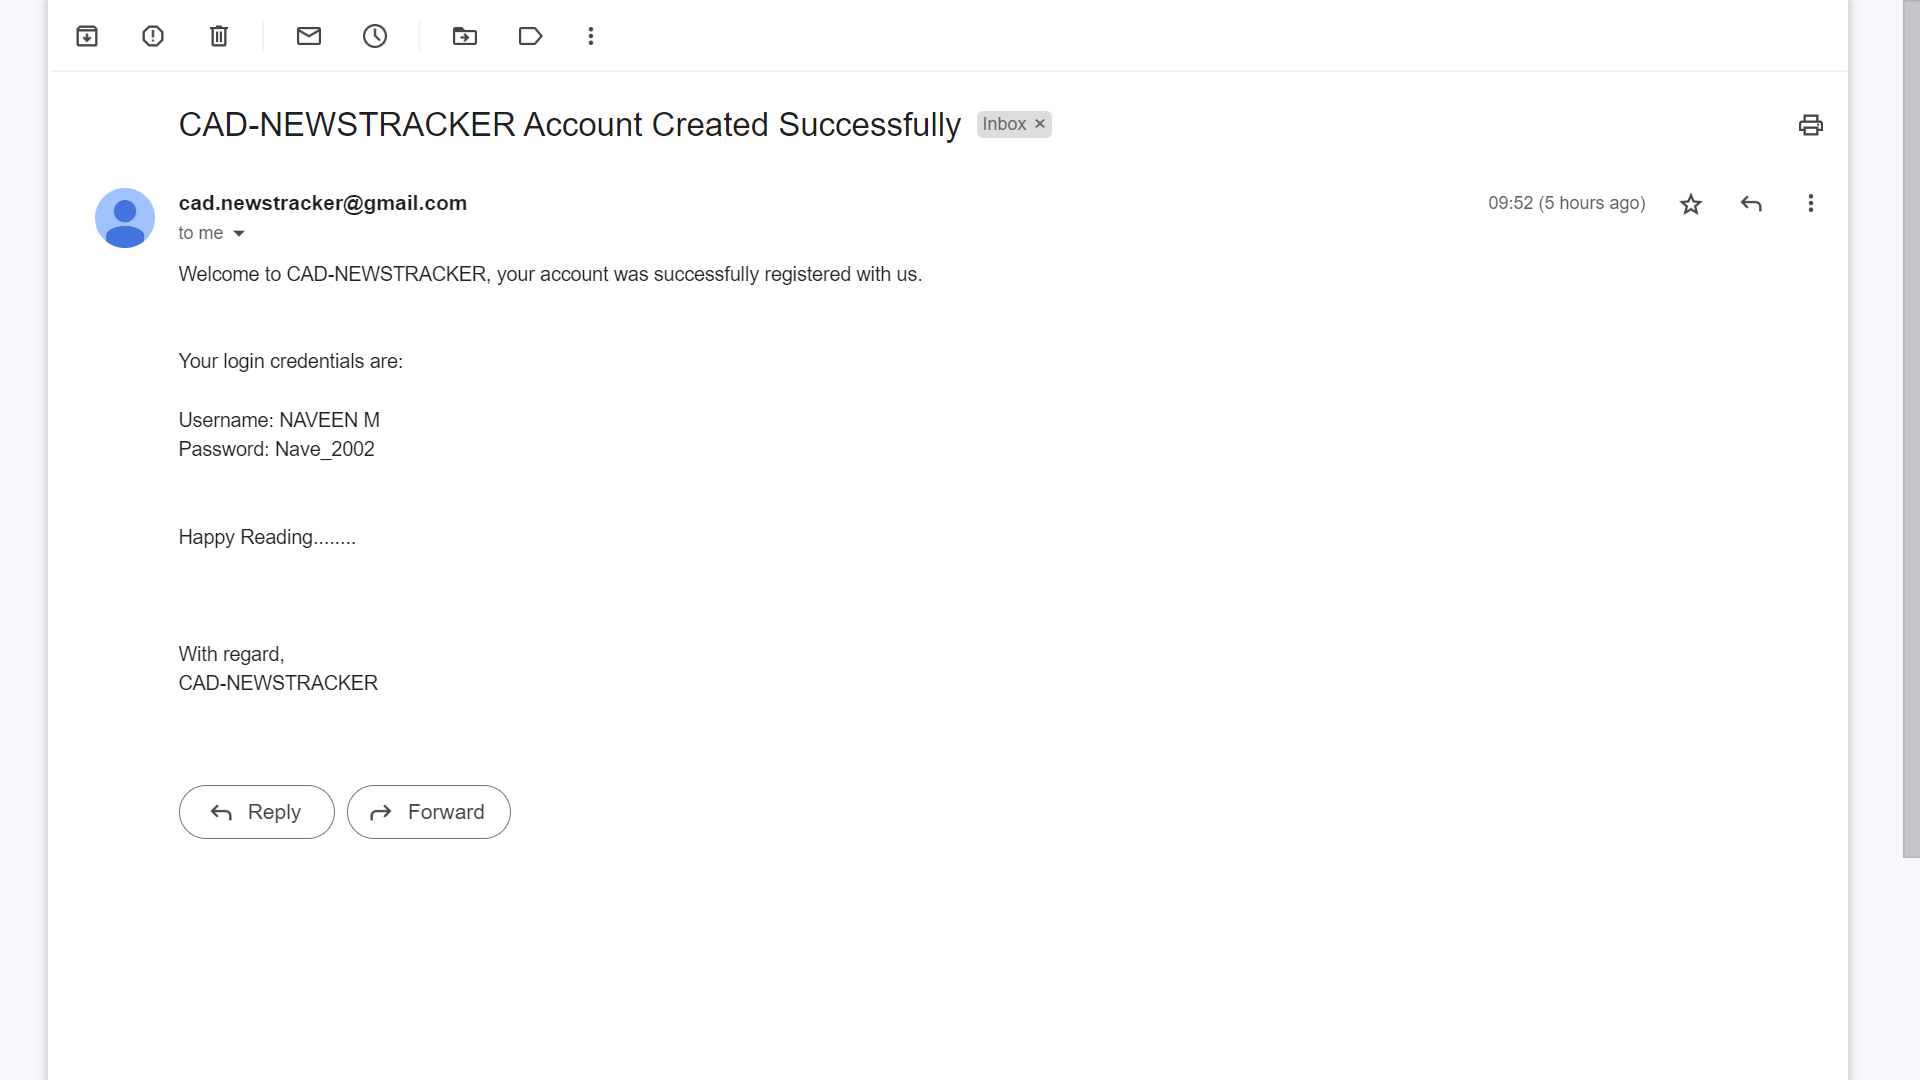 CAD-NEWSTRACKER Account Created Successfully Inbox ×
cad.newstracker@gmail.com 09:52 (5 hours ago)
to me
Welcome to CAD-NEWSTRACKER, your account was successfully registered with us.
Your login credentials are:
Username: NAVEEN M
Password: Nave_2002
Happy Reading........
With regard,
CAD-NEWSTRACKER
Reply Forward